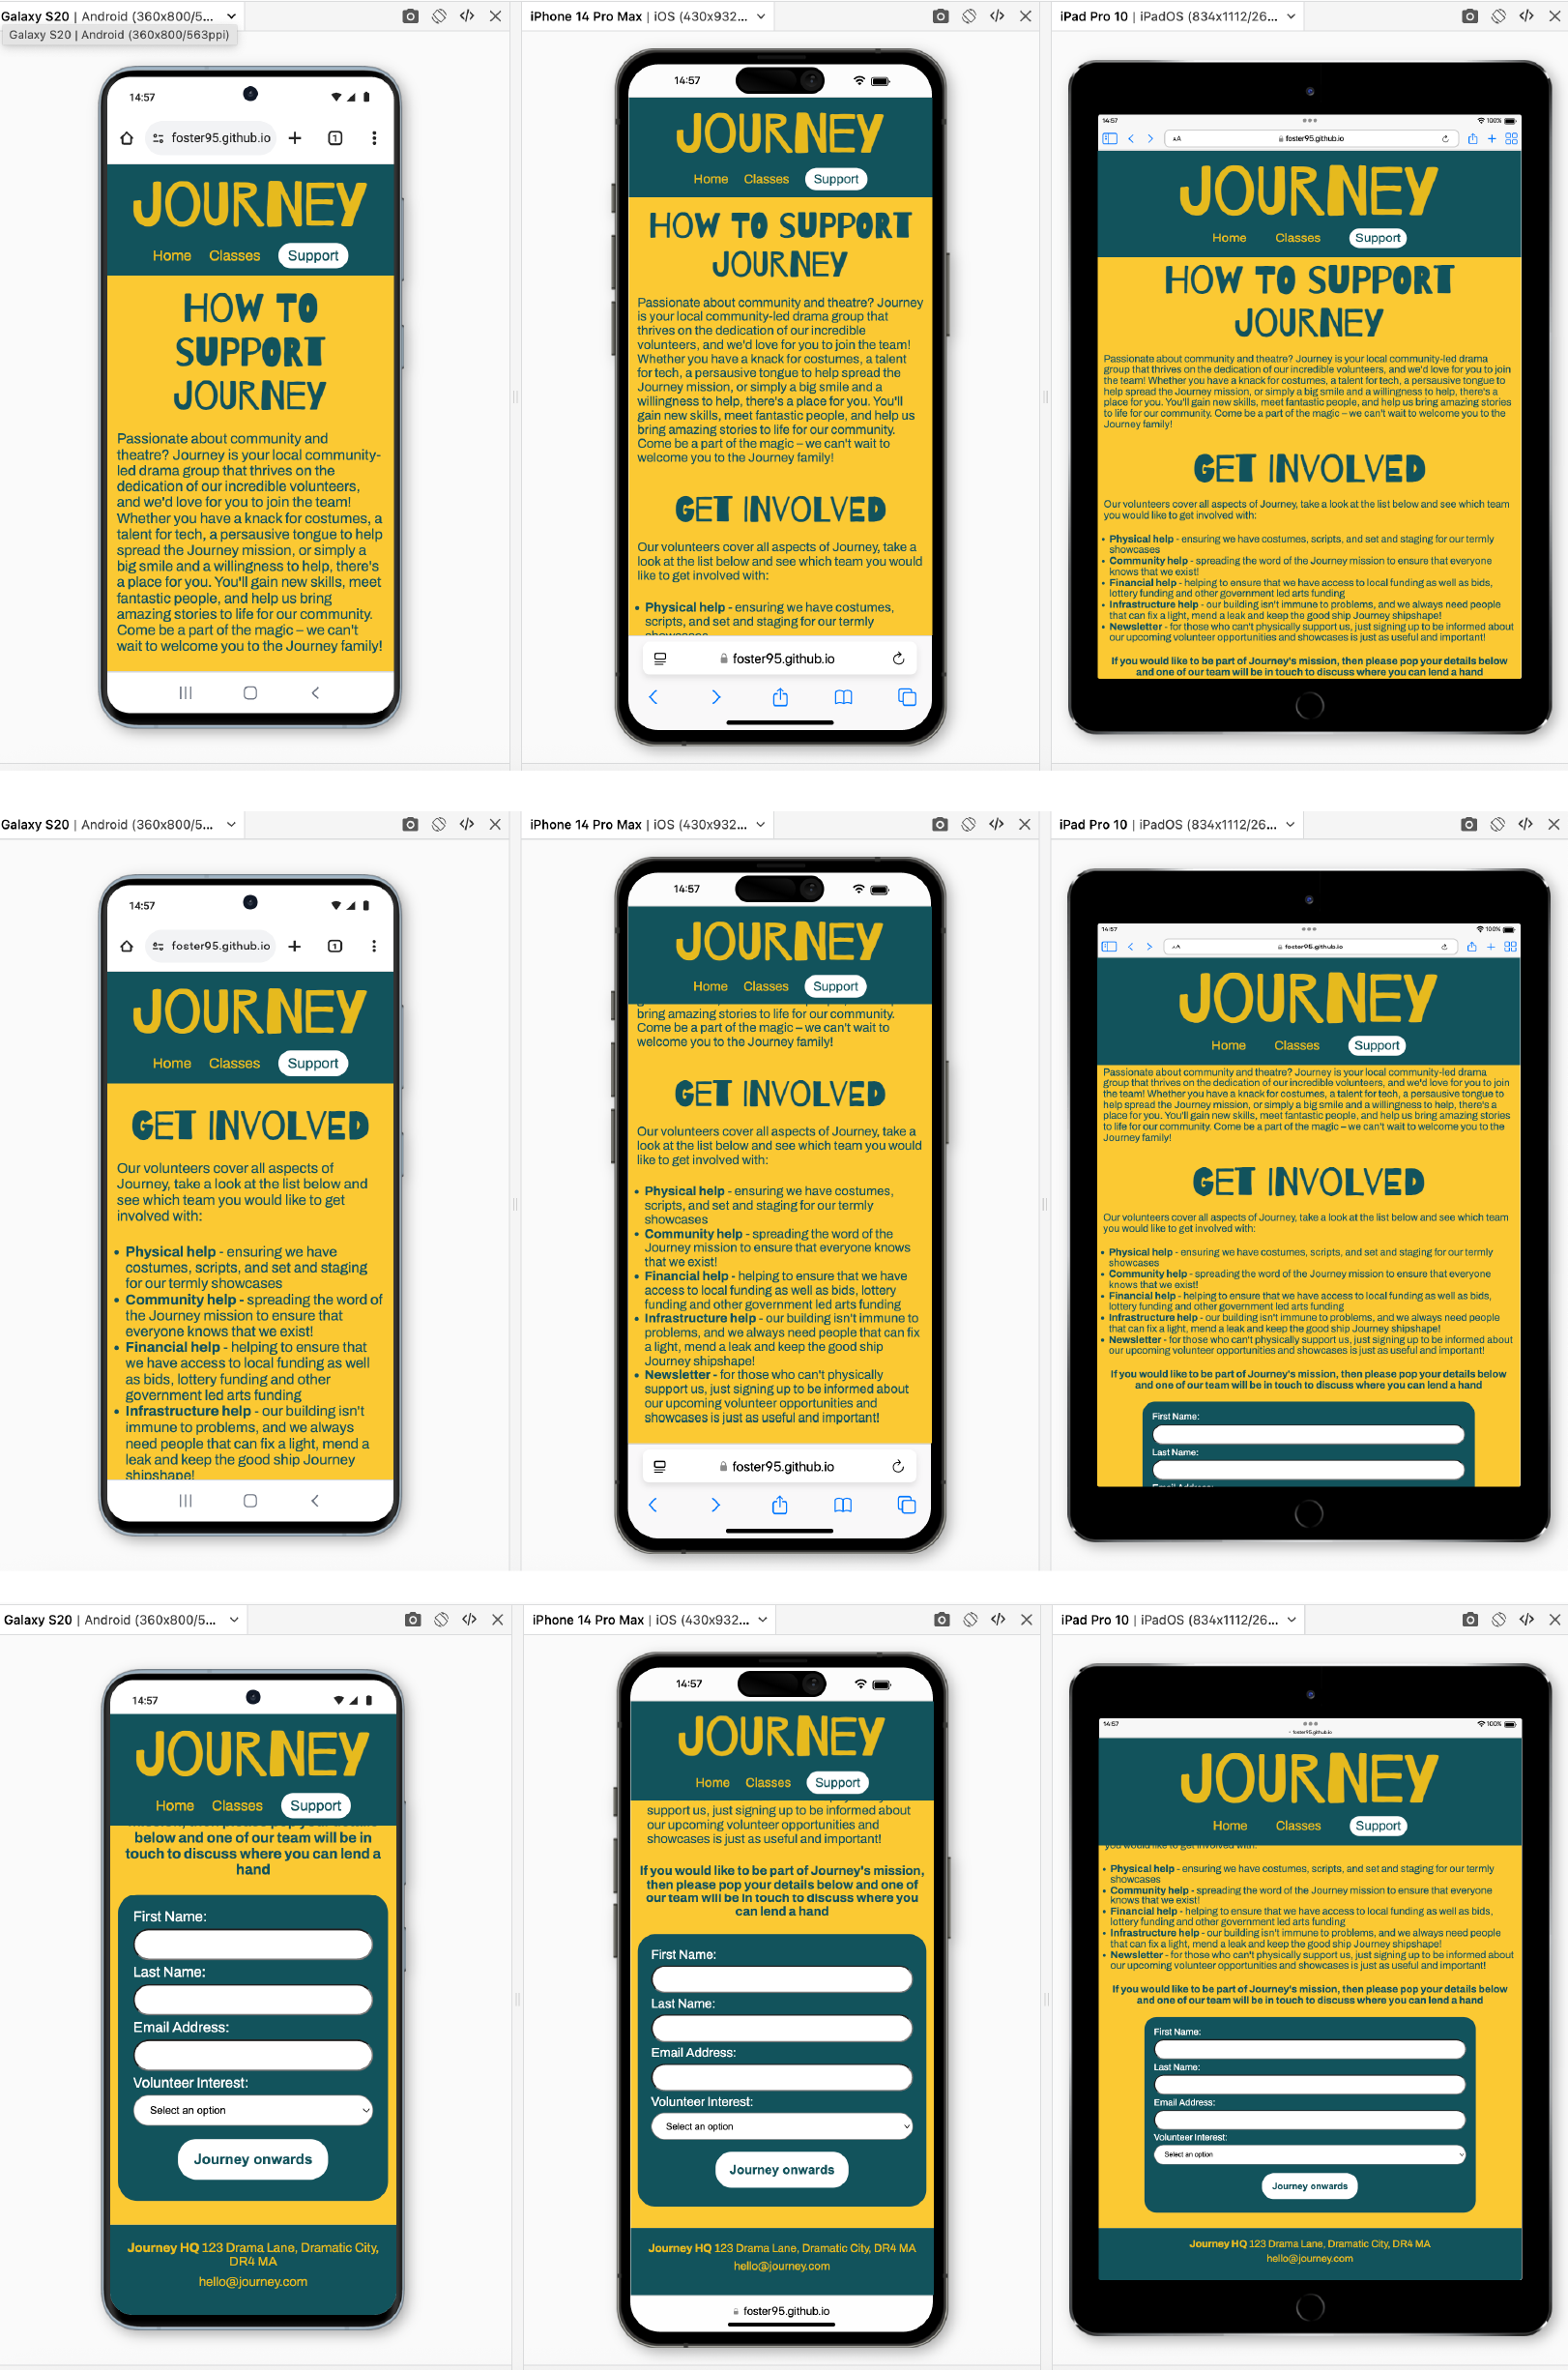 Galaxy S20 | Android (360x800/5...
Galaxy S20 | Android (360x800/563ppi)
14:57
foster95.github.io
1
JOURNEY
Home Classes Support
HOW TO
SUPPORT
JOURNEY
Passionate about community and
theatre? Journey is your local community-
led drama group that thrives on the
dedication of our incredible volunteers,
and we'd love for you to join the team!
Whether you have a knack for costumes, a
talent for tech, a persausive tongue to help
spread the Journey mission, or simply a
big smile and a willingness to help, there's
a place for you. You'll gain new skills, meet
fantastic people, and help us bring
amazing stories to life for our community.
Come be a part of the magic – we can't
wait to welcome you to the Journey family!
iPhone 14 Pro Max | iOS (430x932...
14:57
JOURNEY
Home Classes Support
HOW TO SUPPORT
JOURNEY
Passionate about community and theatre? Journey
is your local community-led drama group that
thrives on the dedication of our incredible
volunteers, and we'd love for you to join the team!
Whether you have a knack for costumes, a talent
for tech, a persausive tongue to help spread the
Journey mission, or simply a big smile and a
willingness to help, there's a place for you. You'll
gain new skills, meet fantastic people, and help us
bring amazing stories to life for our community.
Come be a part of the magic – we can't wait to
welcome you to the Journey family!
GET INVOLVED
Our volunteers cover all aspects of Journey, take a
look at the list below and see which team you would
like to get involved with:
• Physical help - ensuring we have costumes,
scripts, and set and staging for our termly
showcases
foster95.github.io
iPad Pro 10 | iPadOS (834x1112/26...
14:57
100%
AA
foster95.github.io
JOURNEY
Home Classes Support
HOW TO SUPPORT
JOURNEY
Passionate about community and theatre? Journey is your local community-led drama
group that thrives on the dedication of our incredible volunteers, and we'd love for you to join
the team! Whether you have a knack for costumes, a talent for tech, a persausive tongue to
help spread the Journey mission, or simply a big smile and a willingness to help, there's a
place for you. You'll gain new skills, meet fantastic people, and help us bring amazing stories
to life for our community. Come be a part of the magic – we can't wait to welcome you to the
Journey family!
GET INVOLVED
Our volunteers cover all aspects of Journey, take a look at the list below and see which team
you would like to get involved with:
• Physical help - ensuring we have costumes, scripts, and set and staging for our termly
showcases
• Community help - spreading the word of the Journey mission to ensure that everyone
knows that we exist!
• Financial help - helping to ensure that we have access to local funding as well as bids,
lottery funding and other government led arts funding
• Infrastructure help - our building isn't immune to problems, and we always need people
that can fix a light, mend a leak and keep the good ship Journey shipshape!
• Newsletter - for those who can't physically support us, just signing up to be informed about
our upcoming volunteer opportunities and showcases is just as useful and important!
If you would like to be part of Journey's mission, then please pop your details below
and one of our team will be in touch to discuss where you can lend a hand
Galaxy S20 | Android (360x800/5...
14:57
foster95.github.io
1
JOURNEY
Home Classes Support
GET INVOLVED
Our volunteers cover all aspects of
Journey, take a look at the list below and
see which team you would like to get
involved with:
• Physical help - ensuring we have
costumes, scripts, and set and staging
for our termly showcases
• Community help - spreading the word of
the Journey mission to ensure that
everyone knows that we exist!
• Financial help - helping to ensure that
we have access to local funding as well
as bids, lottery funding and other
government led arts funding
• Infrastructure help - our building isn't
immune to problems, and we always
need people that can fix a light, mend a
leak and keep the good ship Journey
shipshape!
iPhone 14 Pro Max | iOS (430x932...
14:57
JOURNEY
Home Classes Support
bring amazing stories to life for our community.
Come be a part of the magic – we can't wait to
welcome you to the Journey family!
GET INVOLVED
Our volunteers cover all aspects of Journey, take a
look at the list below and see which team you would
like to get involved with:
• Physical help - ensuring we have costumes,
scripts, and set and staging for our termly
showcases
• Community help - spreading the word of the
Journey mission to ensure that everyone knows
that we exist!
• Financial help - helping to ensure that we have
access to local funding as well as bids, lottery
funding and other government led arts funding
• Infrastructure help - our building isn't immune to
problems, and we always need people that can fix
a light, mend a leak and keep the good ship
Journey shipshape!
• Newsletter - for those who can't physically
support us, just signing up to be informed about
our upcoming volunteer opportunities and
showcases is just as useful and important!
foster95.github.io
iPad Pro 10 | iPadOS (834x1112/26...
14:57
100%
AA
foster95.github.io
JOURNEY
Home Classes Support
Passionate about community and theatre? Journey is your local community-led drama
group that thrives on the dedication of our incredible volunteers, and we'd love for you to join
the team! Whether you have a knack for costumes, a talent for tech, a persausive tongue to
help spread the Journey mission, or simply a big smile and a willingness to help, there's a
place for you. You'll gain new skills, meet fantastic people, and help us bring amazing stories
to life for our community. Come be a part of the magic – we can't wait to welcome you to the
Journey family!
GET INVOLVED
Our volunteers cover all aspects of Journey, take a look at the list below and see which team
you would like to get involved with:
• Physical help - ensuring we have costumes, scripts, and set and staging for our termly
showcases
• Community help - spreading the word of the Journey mission to ensure that everyone
knows that we exist!
• Financial help - helping to ensure that we have access to local funding as well as bids,
lottery funding and other government led arts funding
• Infrastructure help - our building isn't immune to problems, and we always need people
that can fix a light, mend a leak and keep the good ship Journey shipshape!
• Newsletter - for those who can't physically support us, just signing up to be informed about
our upcoming volunteer opportunities and showcases is just as useful and important!
If you would like to be part of Journey's mission, then please pop your details below
and one of our team will be in touch to discuss where you can lend a hand
First Name:
Last Name:
Email Address:
Galaxy S20 | Android (360x800/5...
14:57
JOURNEY
Home Classes Support
below and one of our team will be in
touch to discuss where you can lend a
hand
First Name:
Last Name:
Email Address:
Volunteer Interest:
Select an option
Journey onwards
Journey HQ 123 Drama Lane, Dramatic City,
DR4 MA
hello@journey.com
iPhone 14 Pro Max | iOS (430x932...
14:57
JOURNEY
Home Classes Support
support us, just signing up to be informed about
our upcoming volunteer opportunities and
showcases is just as useful and important!
If you would like to be part of Journey's mission,
then please pop your details below and one of
our team will be in touch to discuss where you
can lend a hand
First Name:
Last Name:
Email Address:
Volunteer Interest:
Select an option
Journey onwards
Journey HQ 123 Drama Lane, Dramatic City, DR4 MA
hello@journey.com
foster95.github.io
iPad Pro 10 | iPadOS (834x1112/26...
14:57
100%
foster95.github.io
JOURNEY
Home Classes Support
you would like to get involved with:
• Physical help - ensuring we have costumes, scripts, and set and staging for our termly
showcases
• Community help - spreading the word of the Journey mission to ensure that everyone
knows that we exist!
• Financial help - helping to ensure that we have access to local funding as well as bids,
lottery funding and other government led arts funding
• Infrastructure help - our building isn't immune to problems, and we always need people
that can fix a light, mend a leak and keep the good ship Journey shipshape!
• Newsletter - for those who can't physically support us, just signing up to be informed about
our upcoming volunteer opportunities and showcases is just as useful and important!
If you would like to be part of Journey's mission, then please pop your details below
and one of our team will be in touch to discuss where you can lend a hand
First Name:
Last Name:
Email Address:
Volunteer Interest:
Select an option
Journey onwards
Journey HQ 123 Drama Lane, Dramatic City, DR4 MA
hello@journey.com